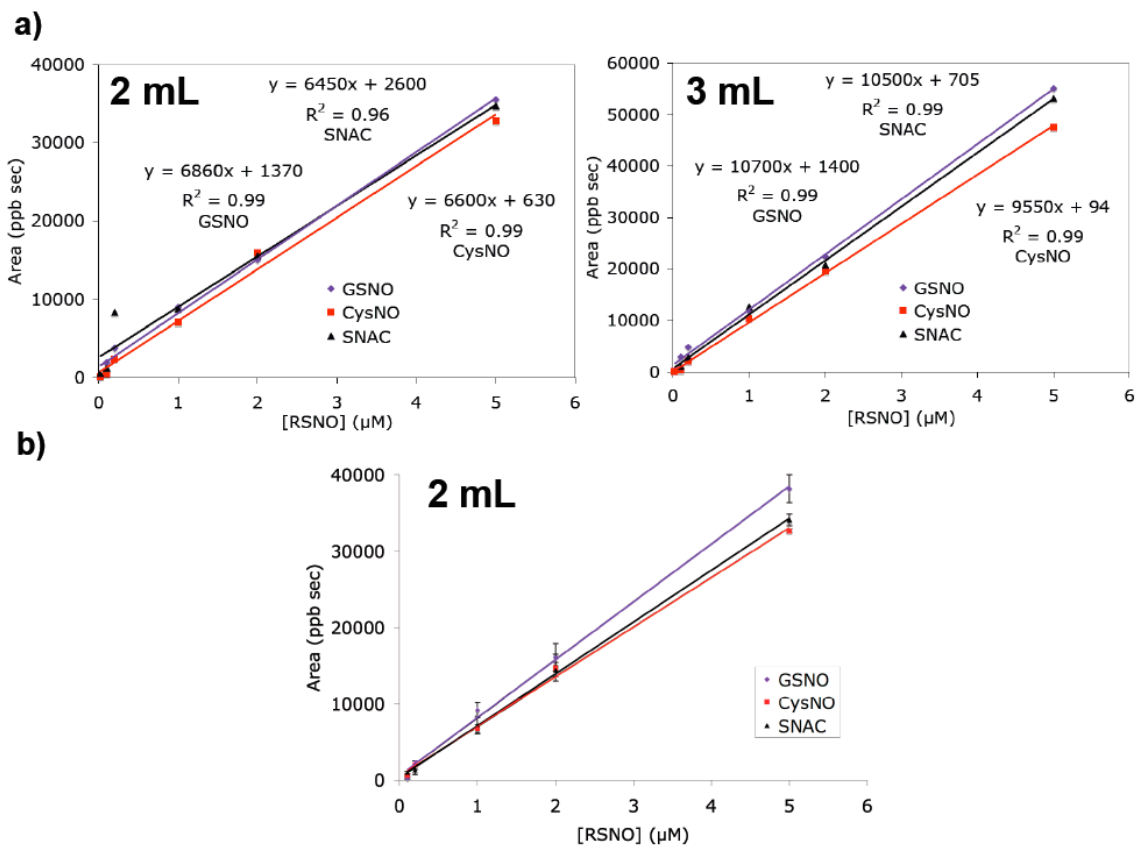 a)
2 mL
y = 6450x + 2600
R² = 0.96
SNAC
y = 6860x + 1370
R² = 0.99
GSNO
y = 6600x + 630
R² = 0.99
CysNO
GSNO
CysNO
SNAC
Area (ppb sec)
40000
30000
20000
10000
0
0 1 2 3 4 5 6
[RSNO] (µM)
3 mL
y = 10500x + 705
R² = 0.99
SNAC
y = 10700x + 1400
R² = 0.99
GSNO
y = 9550x + 94
R² = 0.99
CysNO
GSNO
CysNO
SNAC
Area (ppb sec)
60000
50000
40000
30000
20000
10000
0
0 1 2 3 4 5 6
[RSNO] (µM)
b)
2 mL
GSNO
CysNO
SNAC
Area (ppb sec)
40000
30000
20000
10000
0
0 1 2 3 4 5 6
[RSNO] (µM)